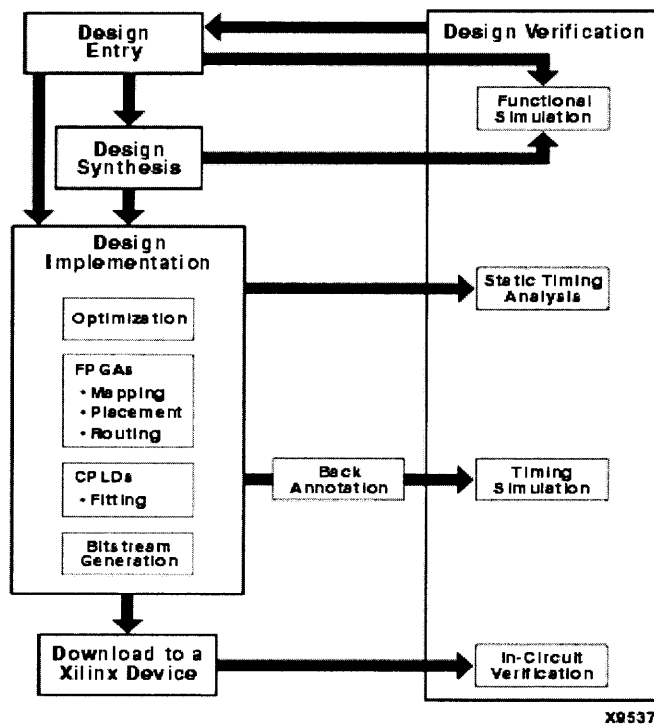 Design
Entry
Design Verification
Functional
Simulation
Design
Synthesis
Design
Implementation
Static Timing
Analysis
Optimization
FPGAs
• Mapping
• Placement
• Routing
CPLDs
• Fitting
Back
Annotation
Timing
Simulation
Bitstream
Generation
Download to a
Xilinx Device
In-Circuit
Verification
X9537